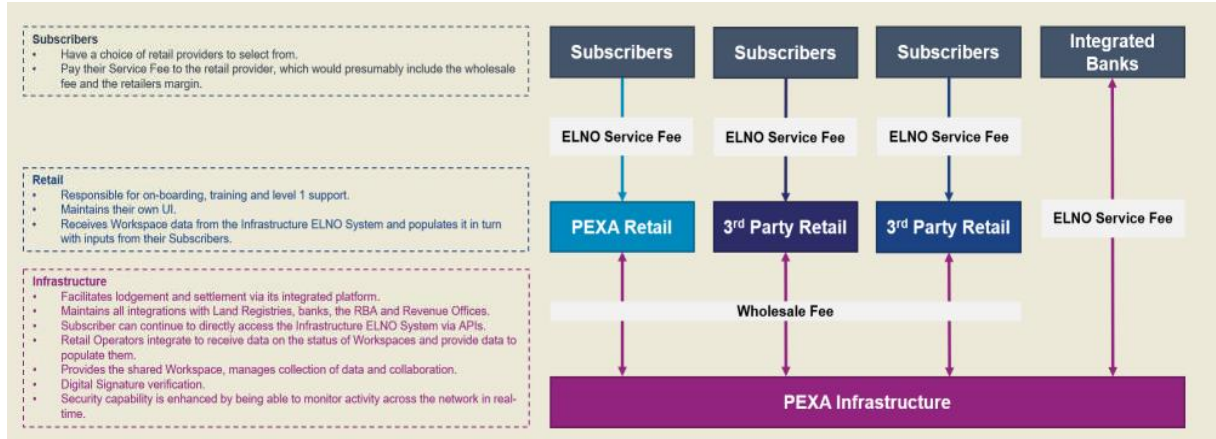 Subscribers
• Have a choice of retail providers to select from.
• Pay their Service Fee to the retail provider, which would presumably include the wholesale
fee and the retailers margin.
Retail
• Responsible for on-boarding, training and level 1 support.
• Maintains their own UI.
• Receives Workspace data from the Infrastructure ELNO System and populates it in turn
with inputs from their Subscribers.
Infrastructure
• Facilitates lodgement and settlement via its integrated platform.
• Maintains all integrations with Land Registries, banks, the RBA and Revenue Offices.
• Subscriber can continue to directly access the Infrastructure ELNO System via APIs.
• Retail Operators integrate to receive data on the status of Workspaces and provide data to
populate them.
• Provides the shared Workspace, manages collection of data and collaboration.
• Digital Signature verification.
• Security capability is enhanced by being able to monitor activity across the network in real-
time.
Subscribers
Subscribers
Subscribers
Integrated
Banks
ELNO Service Fee
ELNO Service Fee
ELNO Service Fee
PEXA Retail
3rd Party Retail
3rd Party Retail
ELNO Service Fee
Wholesale Fee
PEXA Infrastructure